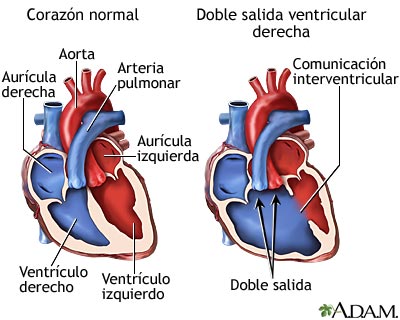 Corazón normal
Aorta
Aurícula
derecha
Arteria
pulmonar
Aurícula
izquierda
Ventrículo
derecho
Ventrículo
izquierdo
Doble salida ventricular
derecha
Comunicación
interventricular
Doble salida
ADAM.